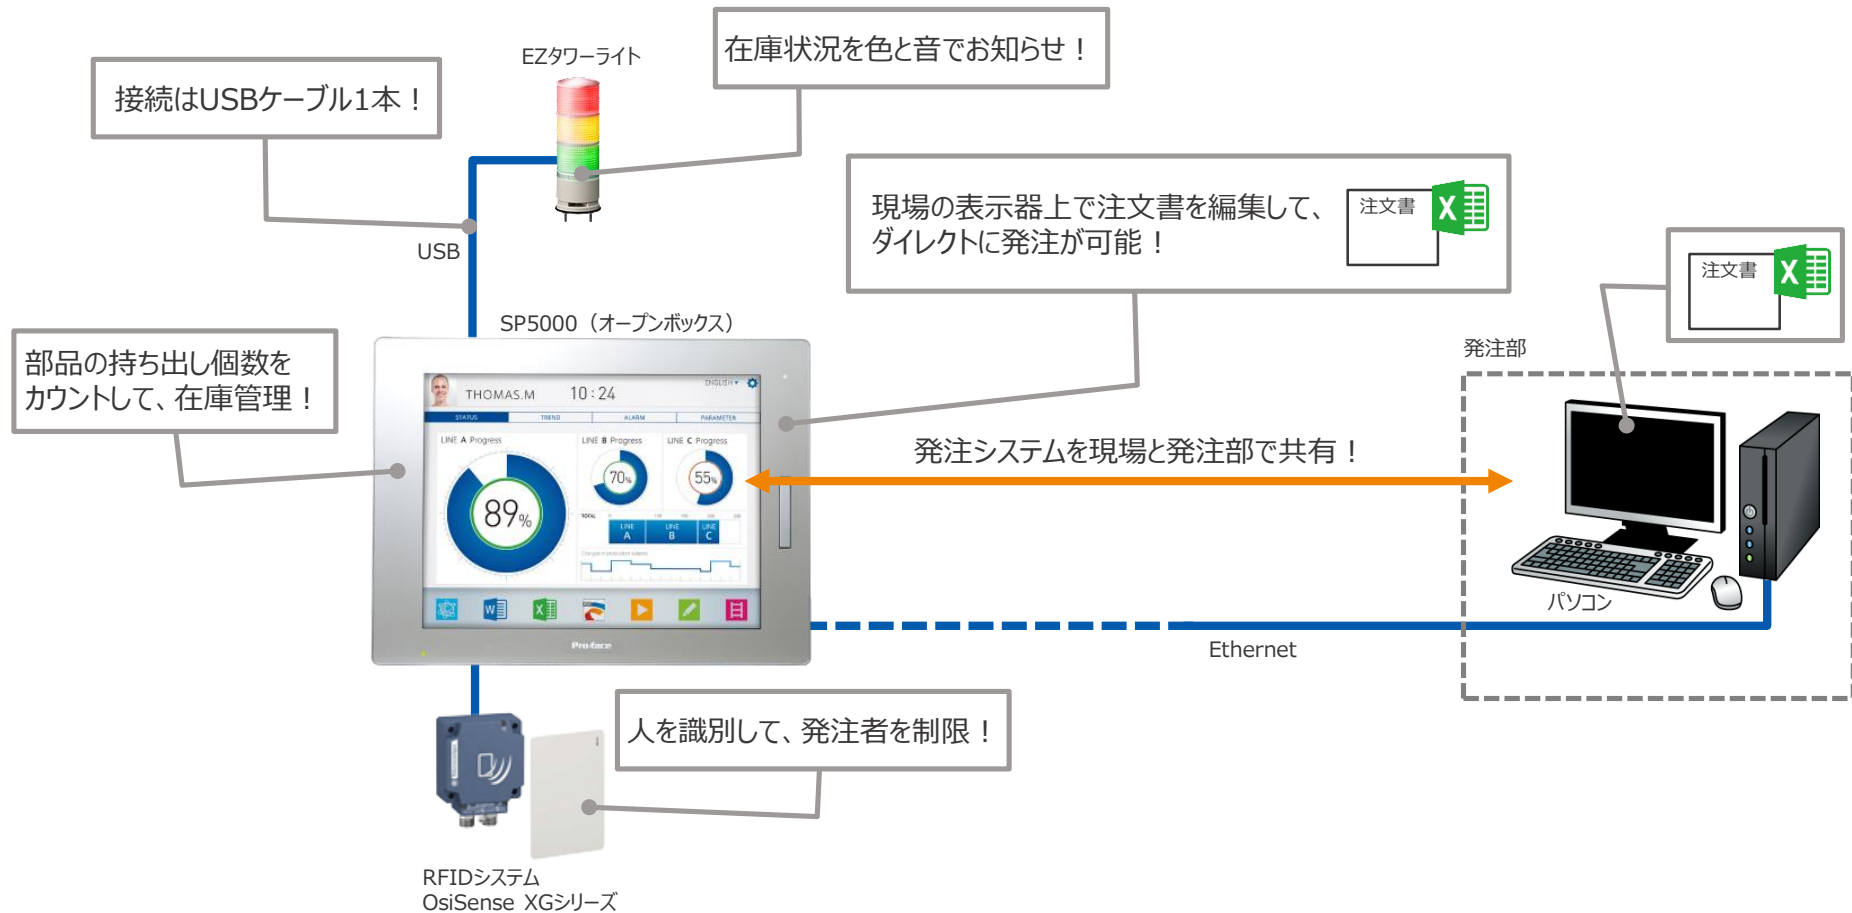 EZタワーライト
在庫状況を色と音でお知らせ！
接続はUSBケーブル1本！
現場の表示器上で注文書を編集して、
ダイレクトに発注が可能！
注文書
X
USB
注文書
X
SP5000（オープンボックス）
発注部
部品の持ち出し個数を
カウントして、在庫管理！
THOMAS.M
10:24
ENGLISH
STATUS
TREND
ALARM
PARAMETER
LINE A Progress
LINE B Progress
LINE C Progress
89%
70%
55%
TOTAL
LINE A
LINE B
LINE C
W
X
Pro-face
発注システムを現場と発注部で共有！
パソコン
Ethernet
人を識別して、発注者を制限！
RFIDシステム
OsiSense XGシリーズ